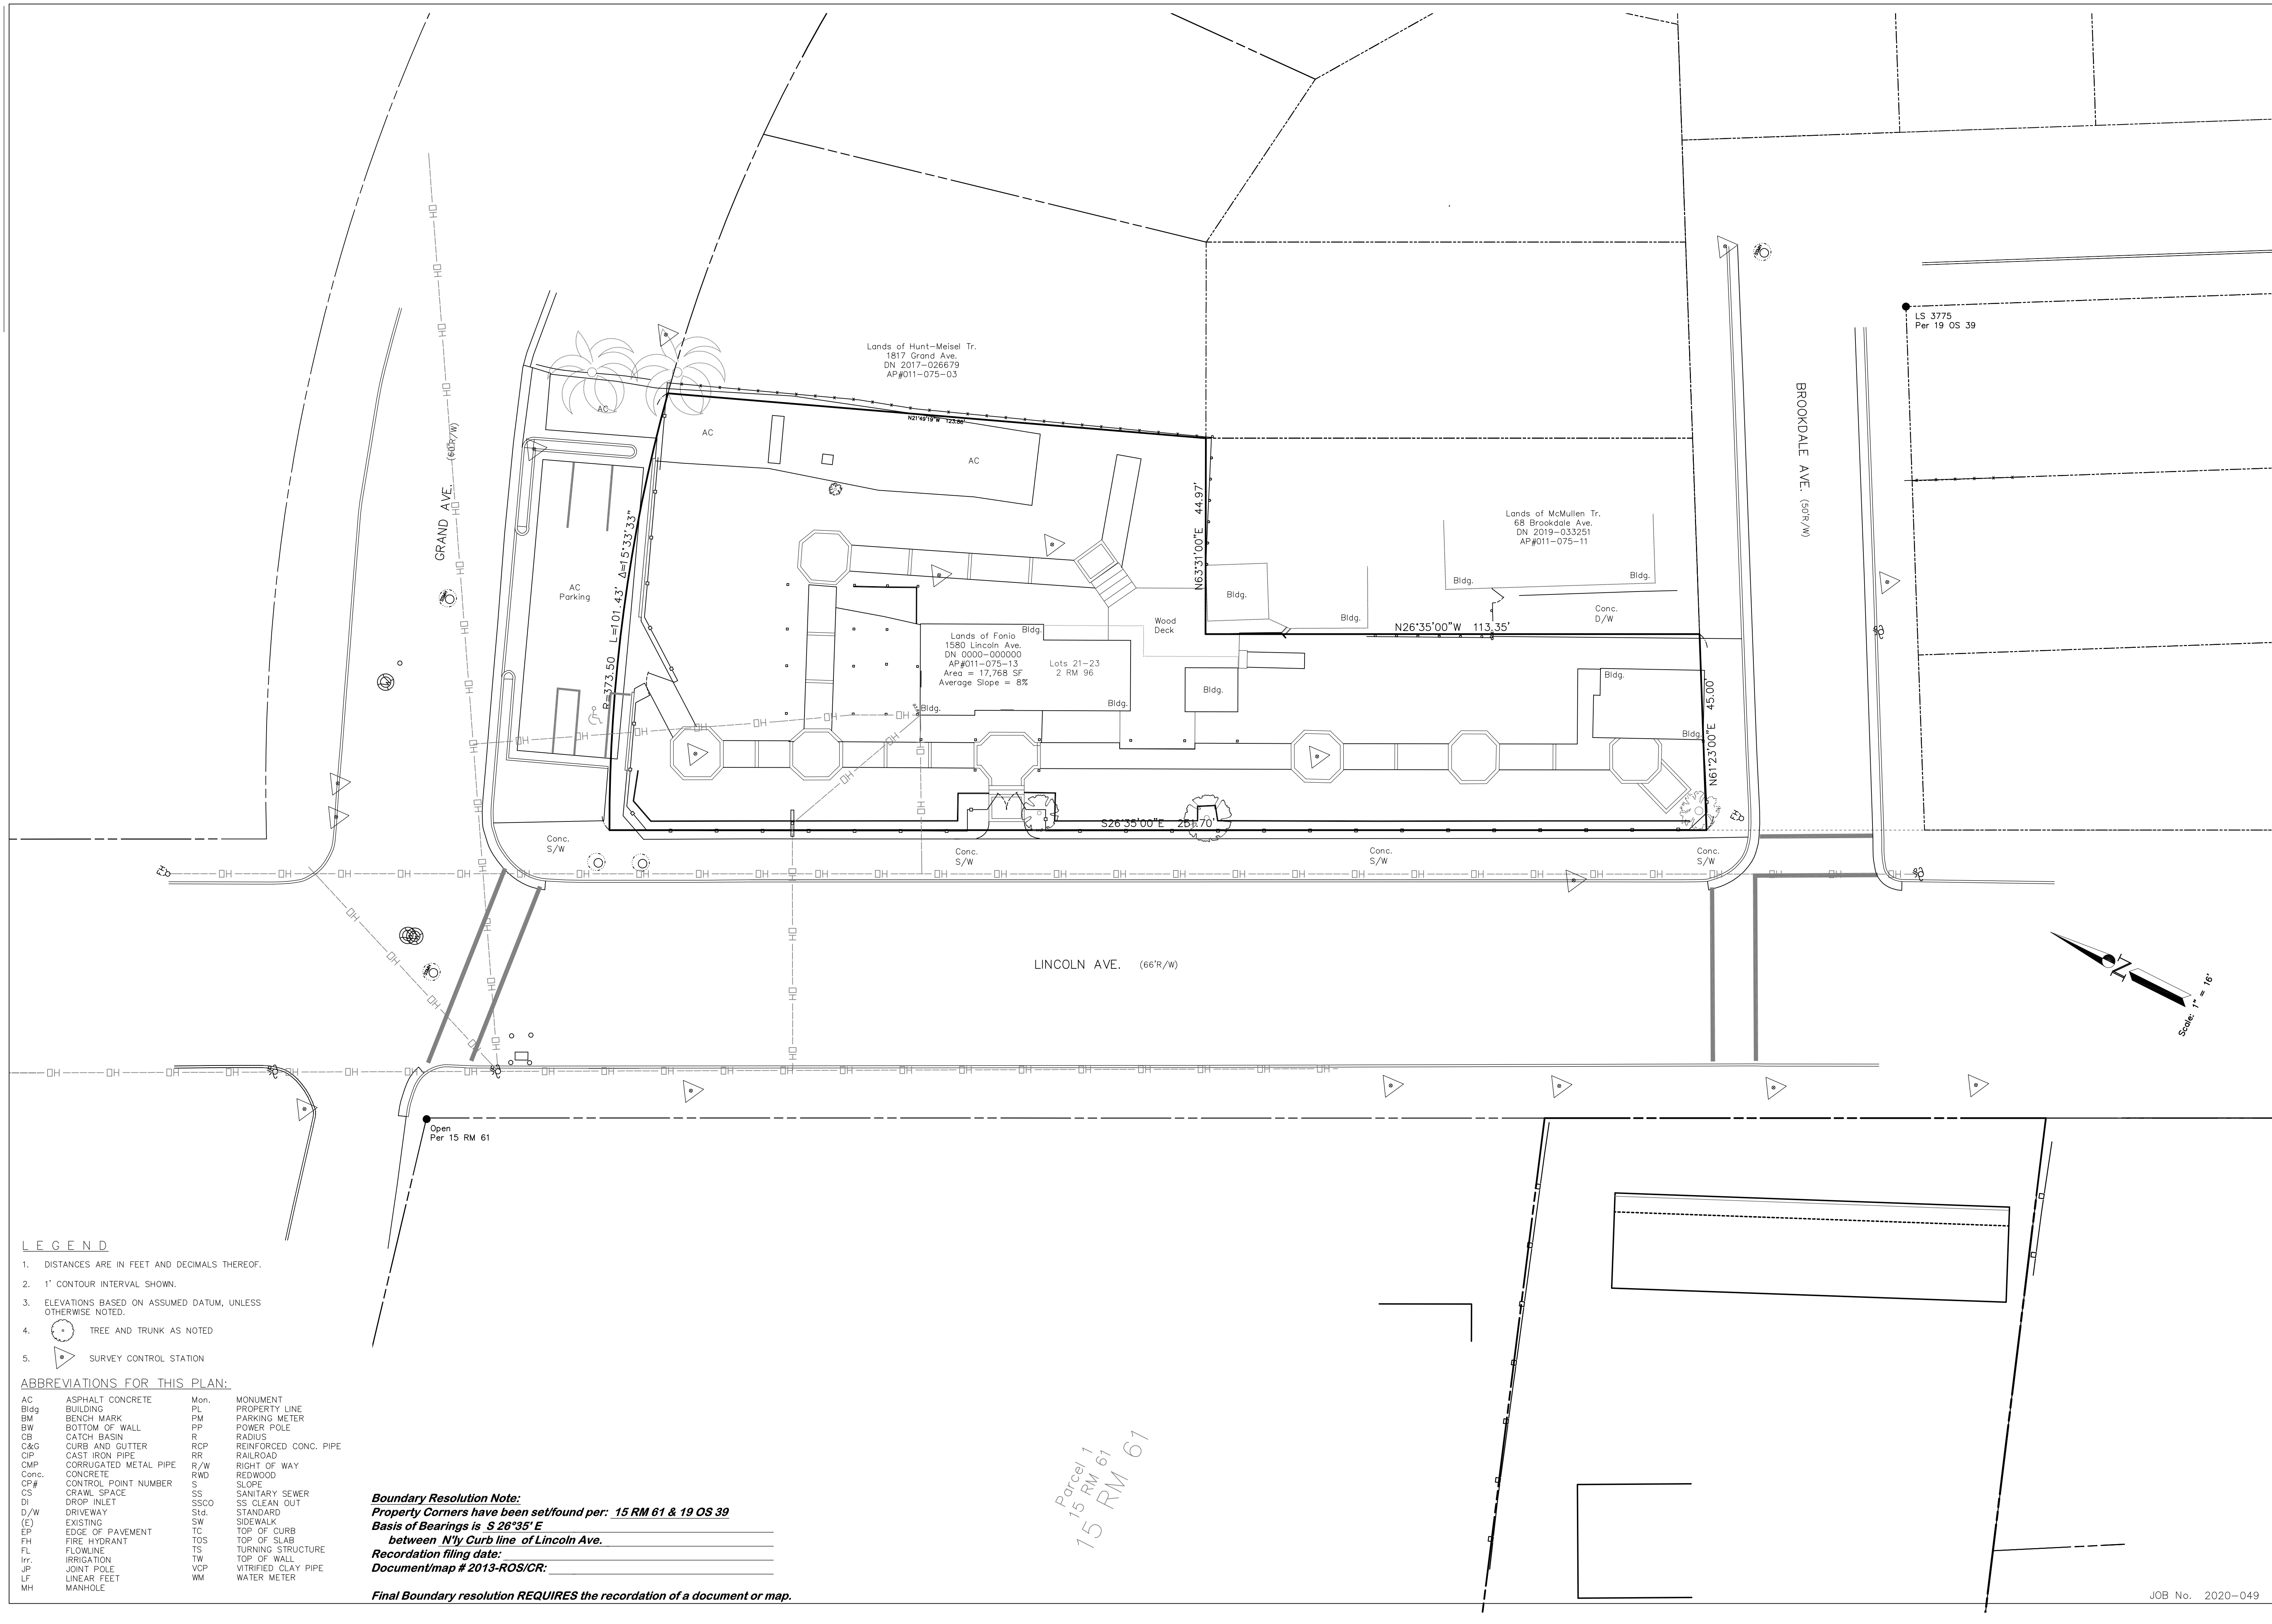 Lands of Hunt-Meisel Tr.
1817 Grand Ave.
DN 2017-026679
AP#011-075-03
LS 3775
Per 19 OS 39
GRAND AVE. (60'R/W)
BROOKDALE AVE. (50'R/W)
AC
AC
AC
N21°49'19"W 123.86'
AC
Parking
R=373.50 L=101.43' Δ=15°33'33"
N63°31'00"E 44.97'
Lands of McMullen Tr.
68 Brookdale Ave.
DN 2019-033251
AP#011-075-11
Bldg.
Bldg.
Bldg.
Bldg.
Conc.
D/W
N26°35'00"W 113.35'
Wood
Deck
Bldg.
Lands of Fonio
1580 Lincoln Ave.
DN 0000-000000
AP#011-075-13
Area = 17,768 SF
Average Slope = 8%
Lots 21-23
2 RM 96
Bldg.
Bldg.
Bldg.
Bldg.
Bldg.
N61°23'00"E 45.00'
S26°35'00"E 251.70'
Conc.
S/W
Conc.
S/W
Conc.
S/W
Conc.
S/W
FH
FH
OH OH OH OH OH OH OH OH OH OH
LINCOLN AVE. (66'R/W)
N
Scale: 1" = 16'
Open
Per 15 RM 61
LEGEND
1. DISTANCES ARE IN FEET AND DECIMALS THEREOF.
2. 1' CONTOUR INTERVAL SHOWN.
3. ELEVATIONS BASED ON ASSUMED DATUM, UNLESS
OTHERWISE NOTED.
4. TREE AND TRUNK AS NOTED
5. SURVEY CONTROL STATION
ABBREVIATIONS FOR THIS PLAN:
AC ASPHALT CONCRETE
Bldg BUILDING
BM BENCH MARK
BW BOTTOM OF WALL
CB CATCH BASIN
C&G CURB AND GUTTER
CIP CAST IRON PIPE
CMP CORRUGATED METAL PIPE
Conc. CONCRETE
CP# CONTROL POINT NUMBER
CS CRAWL SPACE
DI DROP INLET
D/W DRIVEWAY
(E) EXISTING
EP EDGE OF PAVEMENT
FH FIRE HYDRANT
FL FLOWLINE
Irr. IRRIGATION
JP JOINT POLE
LF LINEAR FEET
MH MANHOLE
Mon. MONUMENT
PL PROPERTY LINE
PM PARKING METER
PP POWER POLE
R RADIUS
RCP REINFORCED CONC. PIPE
RR RAILROAD
R/W RIGHT OF WAY
RWD REDWOOD
S SLOPE
SS SANITARY SEWER
SSCO SS CLEAN OUT
Std. STANDARD
SW SIDEWALK
TC TOP OF CURB
TOS TOP OF SLAB
TS TURNING STRUCTURE
TW TOP OF WALL
VCP VITRIFIED CLAY PIPE
WM WATER METER
Boundary Resolution Note:
Property Corners have been set/found per: 15 RM 61 & 19 OS 39
Basis of Bearings is S 26°35' E
between N'ly Curb line of Lincoln Ave.
Recordation filing date:
Document/map # 2013-ROS/CR:
Final Boundary resolution REQUIRES the recordation of a document or map.
Parcel 1
15 RM 61
15 RM 61
JOB No. 2020-049